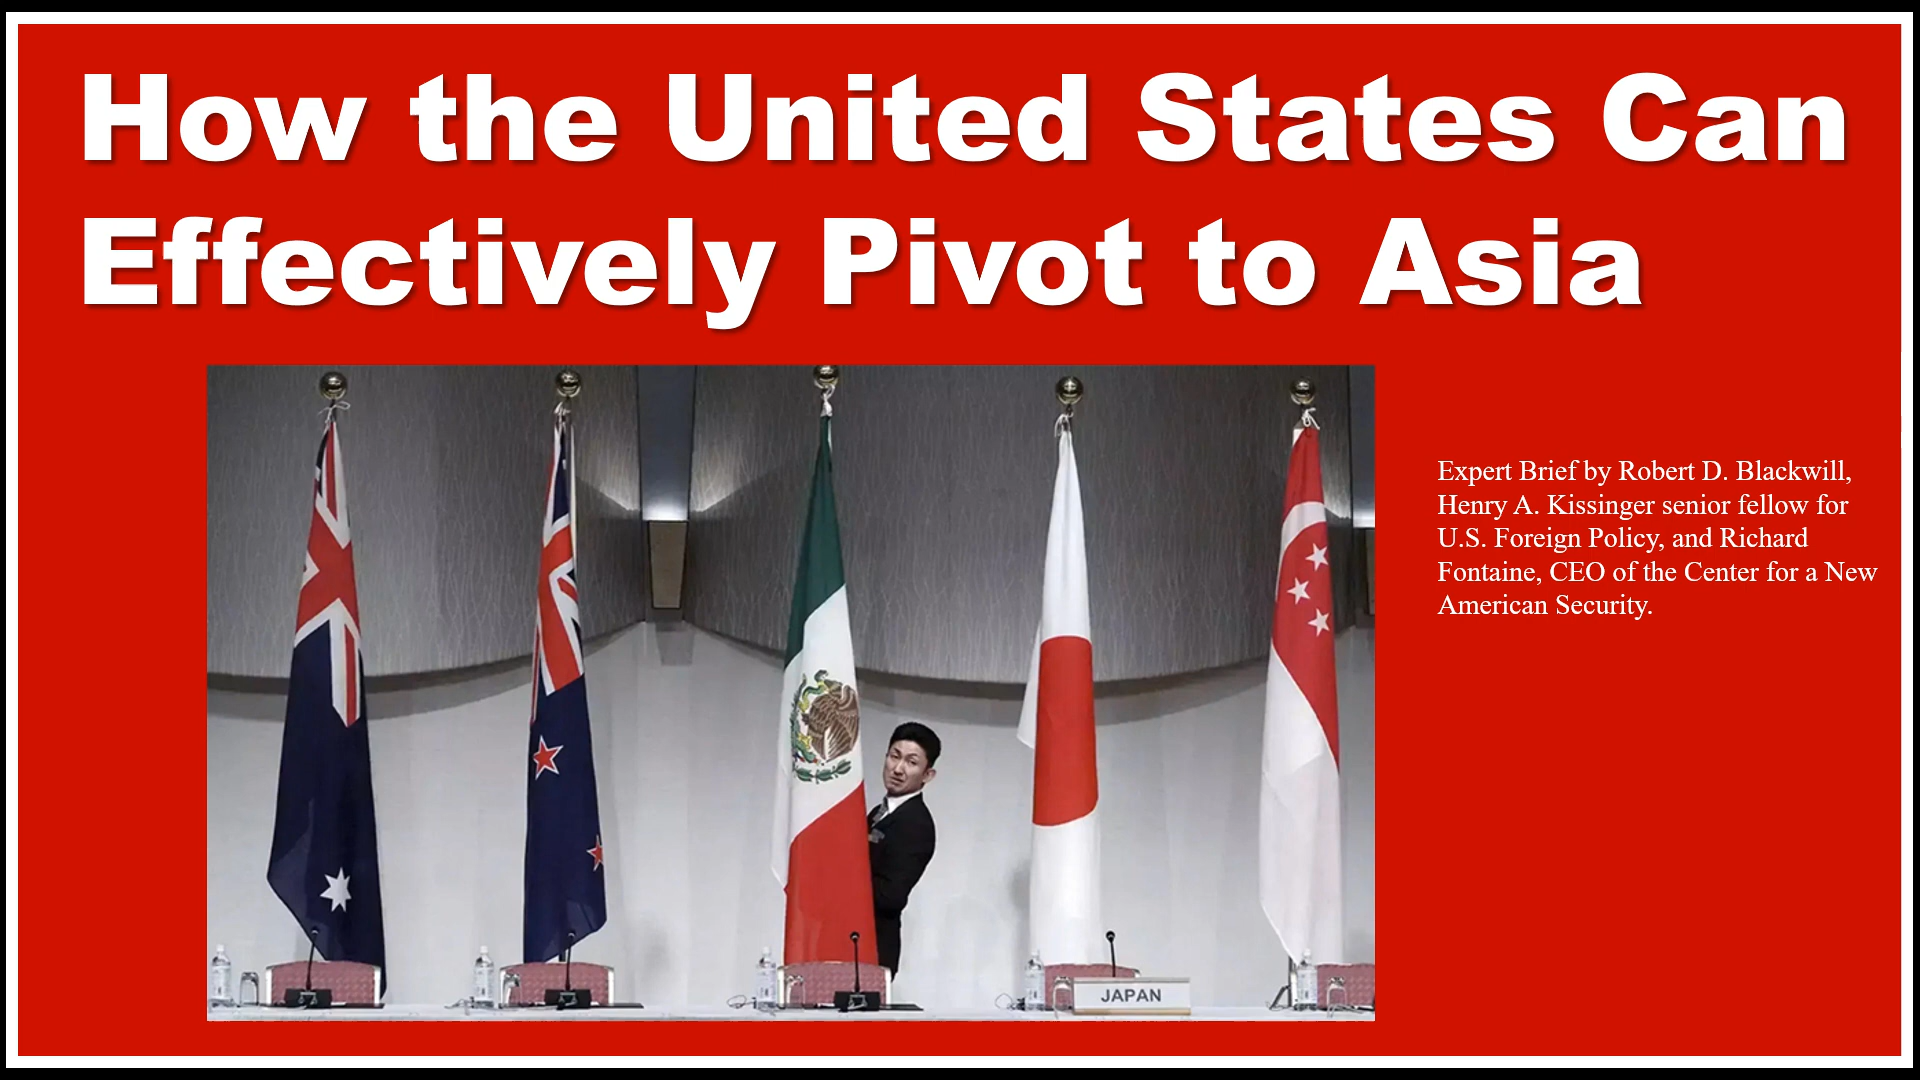 How the United States Can
Effectively Pivot to Asia
Expert Brief by Robert D. Blackwill,
Henry A. Kissinger senior fellow for
U.S. Foreign Policy, and Richard
Fontaine, CEO of the Center for a New
American Security.
JAPAN